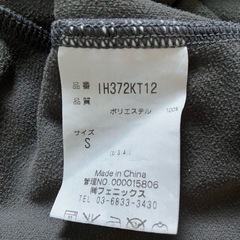 品番 IH372KT12
品質
ポリエステル 100%
サイズ
S
Made in China
管理NO. 000015806
㈱フェニックス
TEL 03-6833-3430